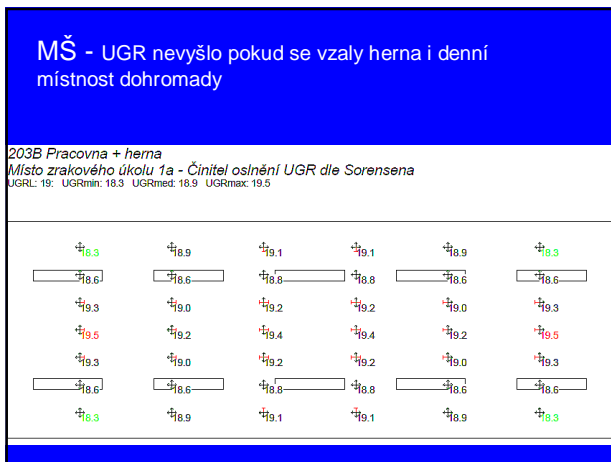 MŠ - UGR nevyšlo pokud se vzaly herna i denní
místnost dohromady
203B Pracovna + herna
Místo zrakového úkolu 1a - Činitel oslnění UGR dle Sorensena
UGRL: 19: UGRmin: 18.3 UGRmed: 18.9 UGRmax: 19.5
18.3 18.9 19.1 19.1 18.9 18.3
18.6 18.6 18.8 18.8 18.6 18.6
19.3 19.0 19.2 19.2 19.0 19.3
19.5 19.2 19.4 19.4 19.2 19.5
19.3 19.0 19.2 19.2 19.0 19.3
18.6 18.6 18.8 18.8 18.6 18.6
18.3 18.9 19.1 19.1 18.9 18.3